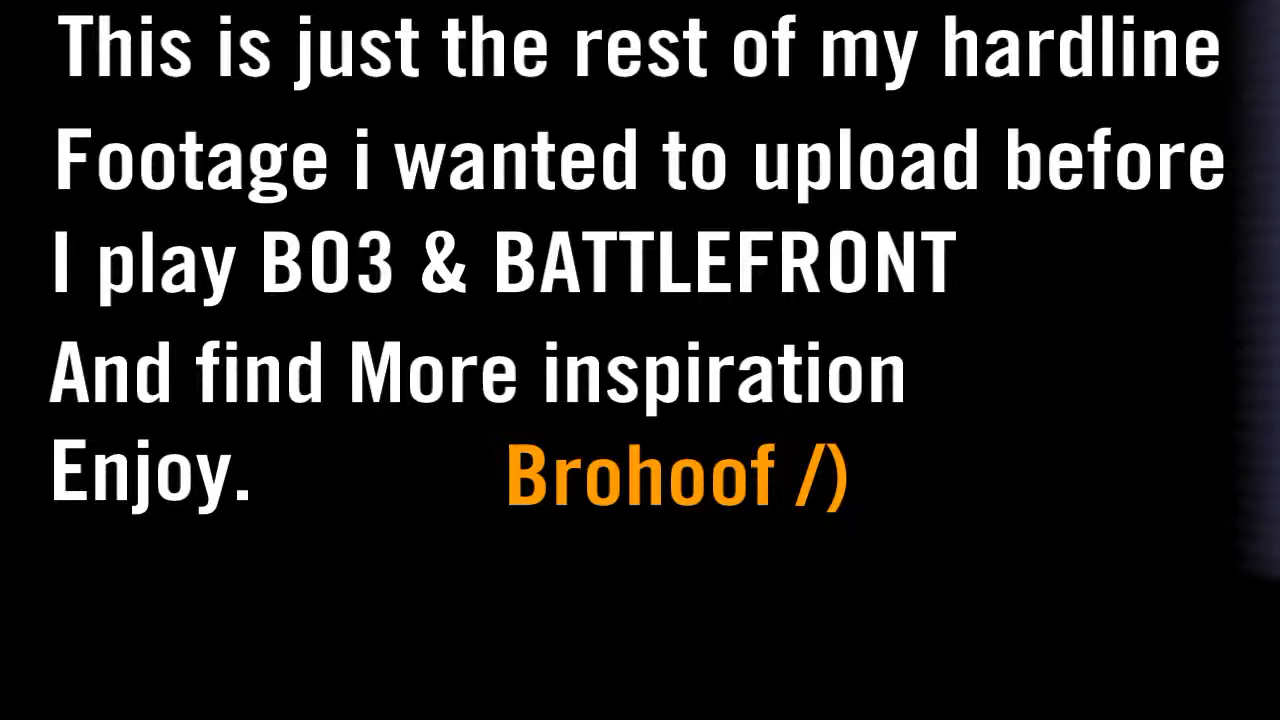 This is just the rest of my hardline
Footage i wanted to upload before
I play BO3 & BATTLEFRONT
And find More inspiration
Enjoy. Brohoof /)